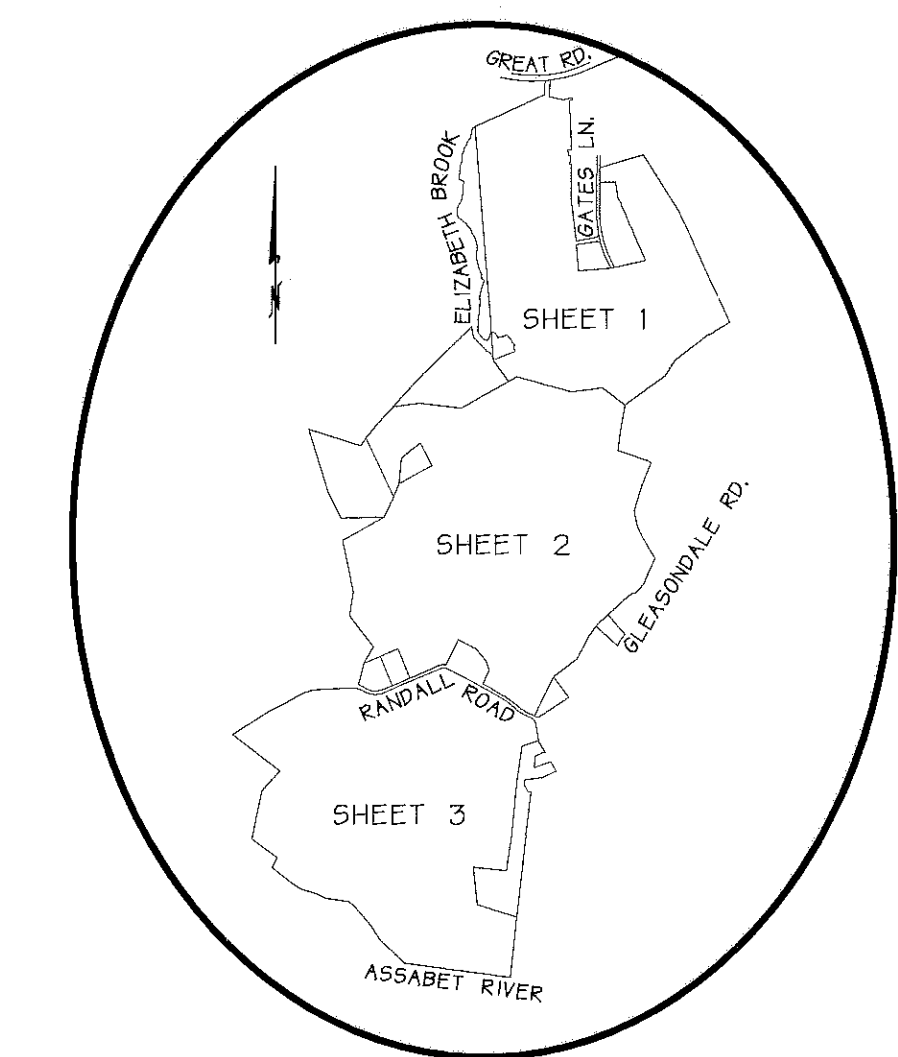 GREAT RD.
ELIZABETH BROOK
GATES LN.
SHEET 1
SHEET 2
GLEASONDALE RD.
RANDALL ROAD
SHEET 3
ASSABET RIVER